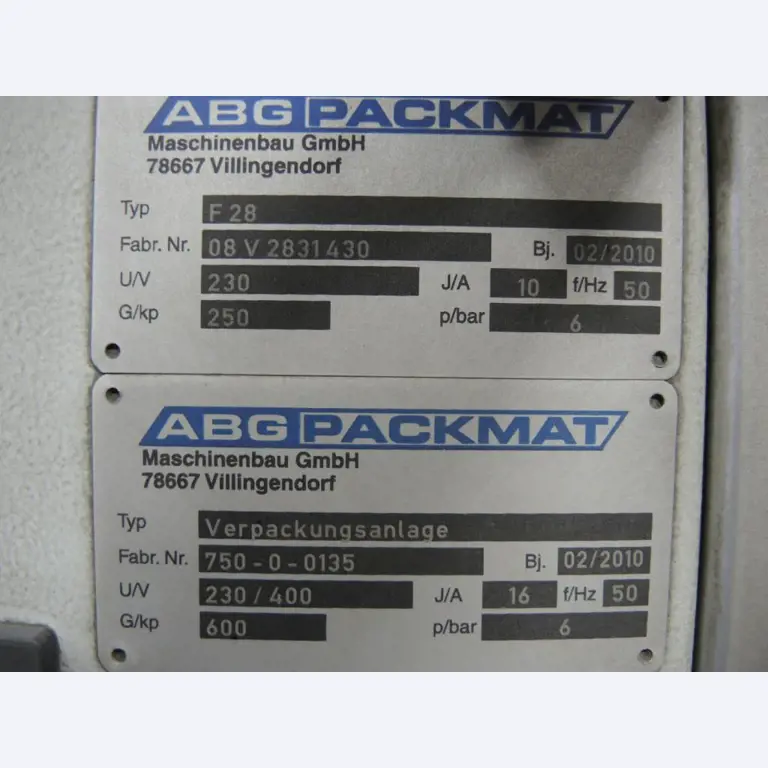 ABG PACKMAT
Maschinenbau GmbH
78667 Villingendorf
Typ F 28
Fabr. Nr. 08 V 2831430 Bj. 02/2010
U/V 230 J/A 10 f/Hz 50
G/kp 250 p/bar 6
ABG PACKMAT
Maschinenbau GmbH
78667 Villingendorf
Typ Verpackungsanlage
Fabr. Nr. 750-0-0135 Bj. 02/2010
U/V 230/400 J/A 16 f/Hz 50
G/kp 600 p/bar 6